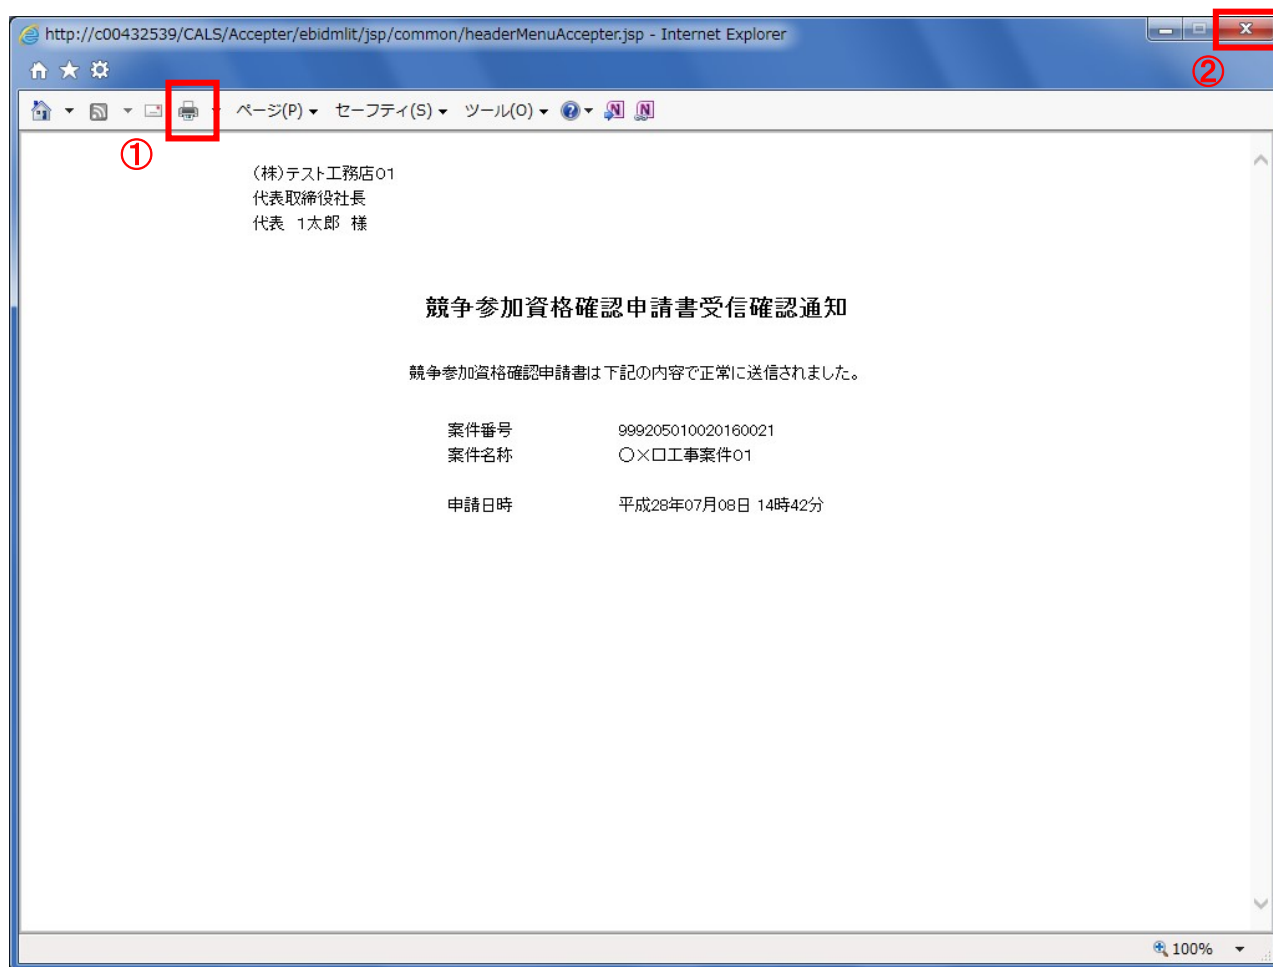 http://c00432539/CALS/Accepter/ebidmlit/jsp/common/headerMenuAccepter.jsp - Internet Explorer
②
ページ(P) セーフティ(S) ツール(O)
①
(株)テスト工務店01
代表取締役社長
代表 1太郎 様
競争参加資格確認申請書受信確認通知
競争参加資格確認申請書は下記の内容で正常に送信されました。
案件番号 999205010020160021
案件名称 〇×口工事案件01
申請日時 平成28年07月08日 14時42分
100%